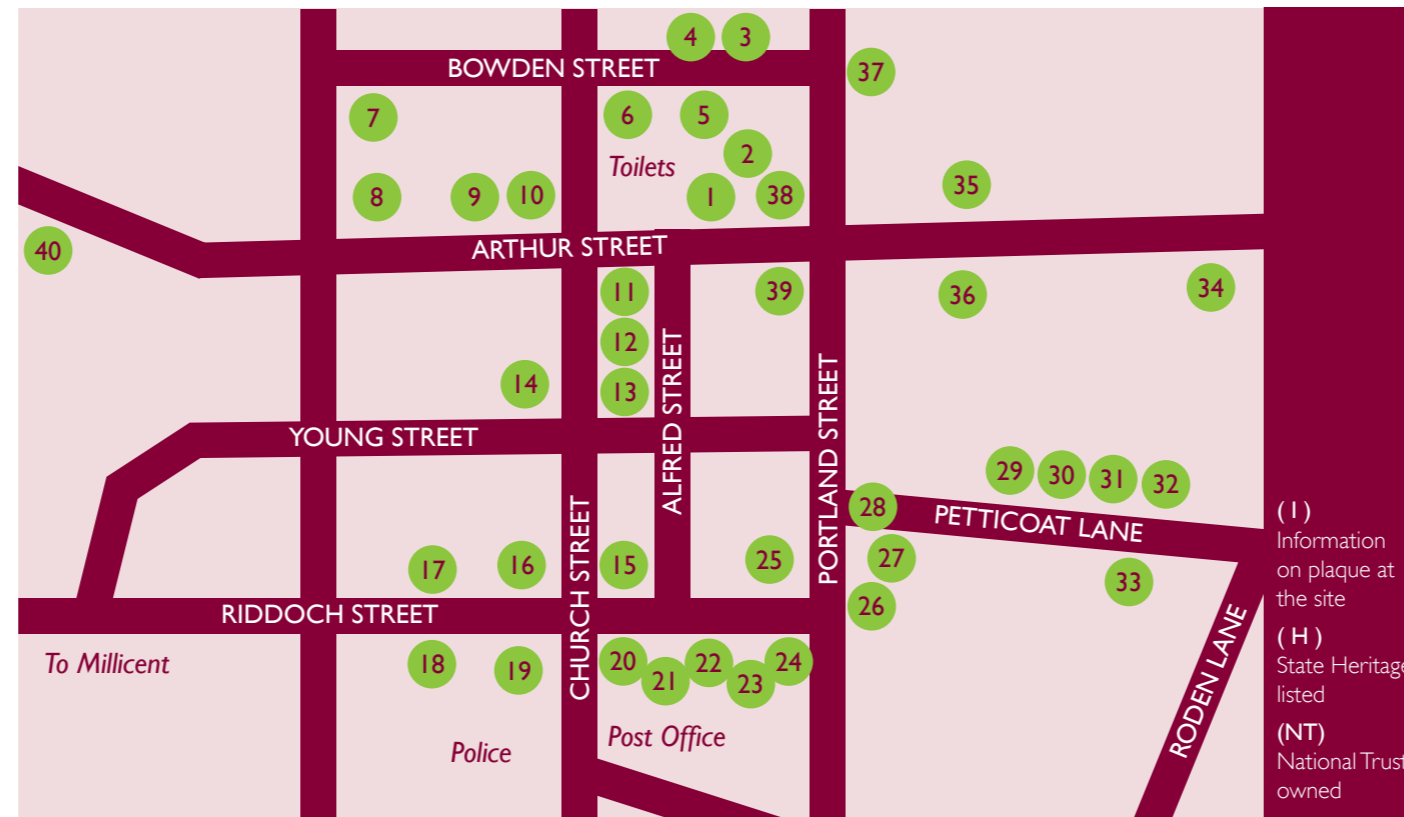 4
3
BOWDEN STREET
37
7
6
5
2
Toilets
35
8
9
10
1
38
ARTHUR STREET
40
11
39
36
34
12
14
13
ALFRED STREET
PORTLAND STREET
YOUNG STREET
29
30
31
32
28
PETTICOAT LANE
(I)
Information
on plaque at
the site
17
16
CHURCH STREET
15
25
27
33
26
RIDDOCH STREET
RODEN LANE
(H)
State Heritage
listed
To Millicent
18
19
20
21
22
23
24
Police
Post Office
(NT)
National Trust
owned